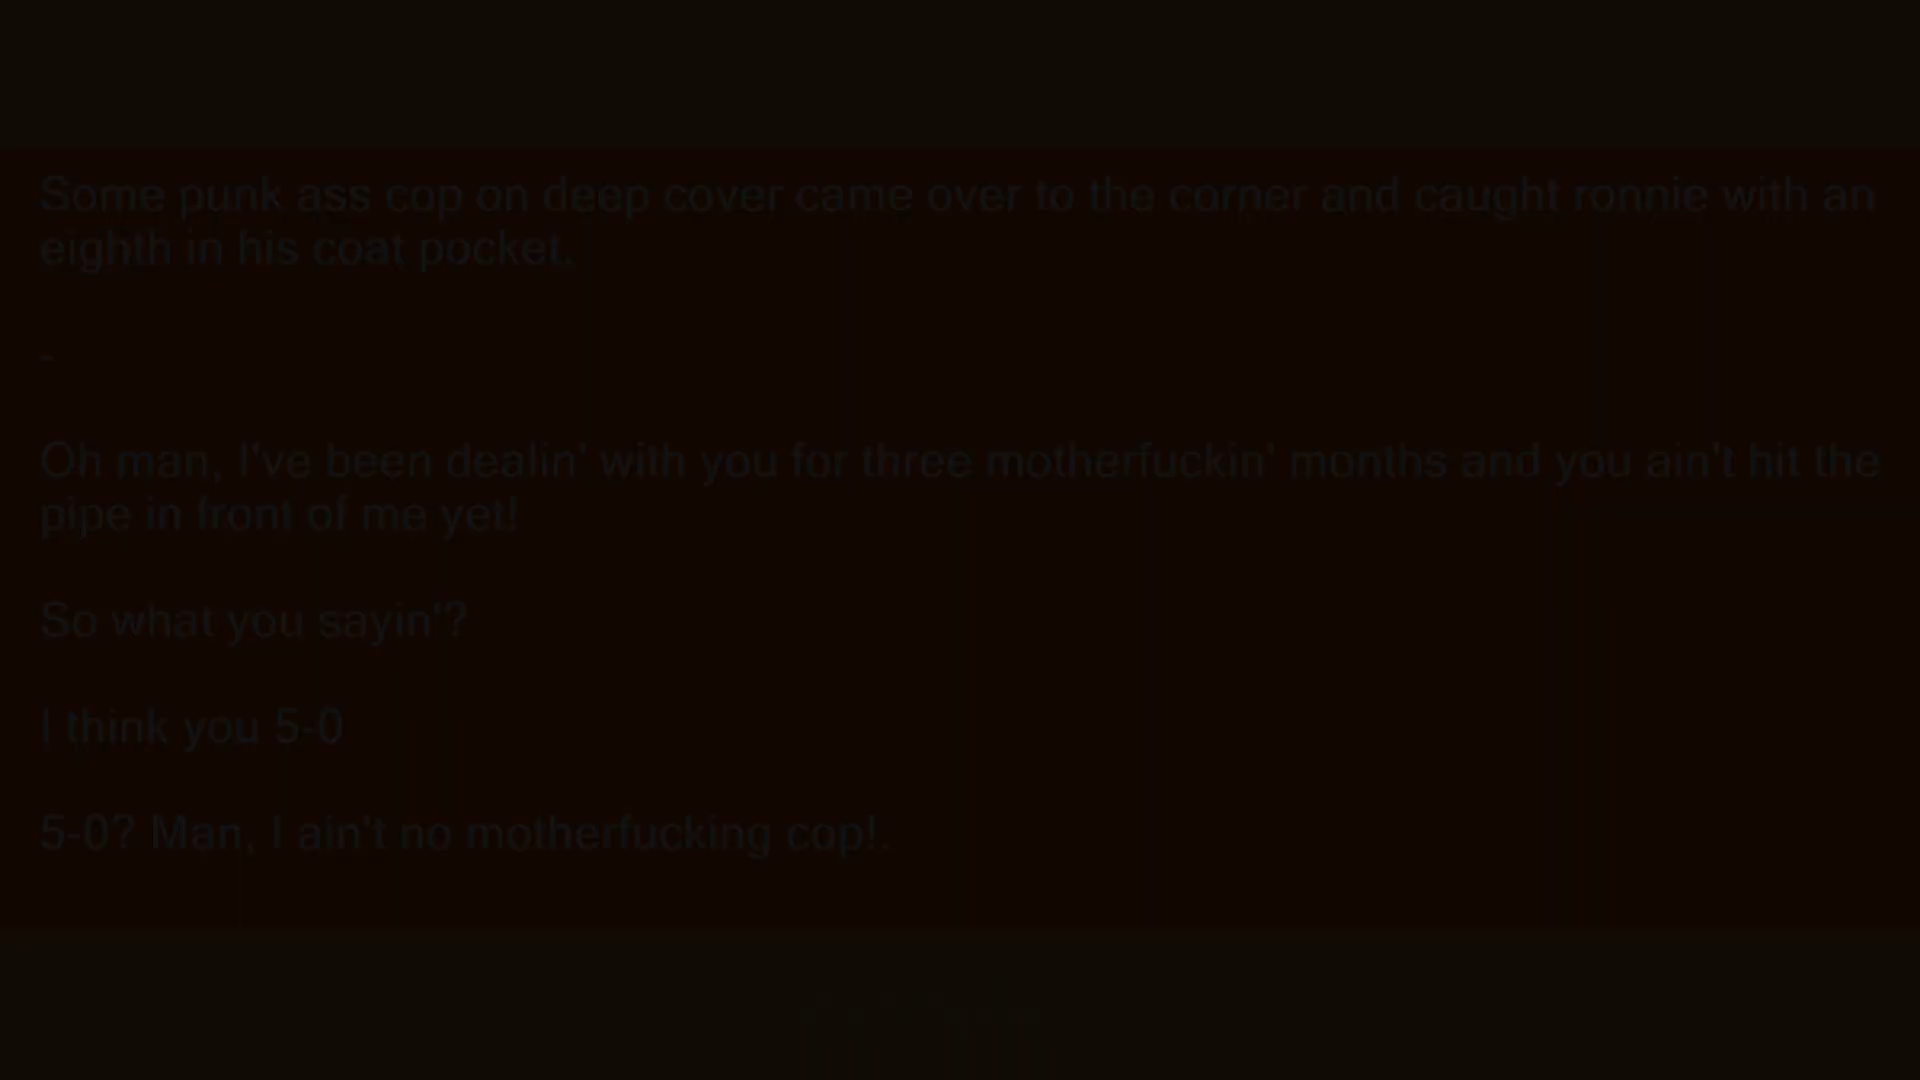 Some punk ass cop on deep cover came over to the corner and caught ronnie with an
eighth in his coat pocket.
-
Oh man, I've been dealin' with you for three motherfuckin' months and you ain't hit the
pipe in front of me yet!
So what you sayin'?
I think you 5-0
5-0? Man, I ain't no motherfucking cop!.